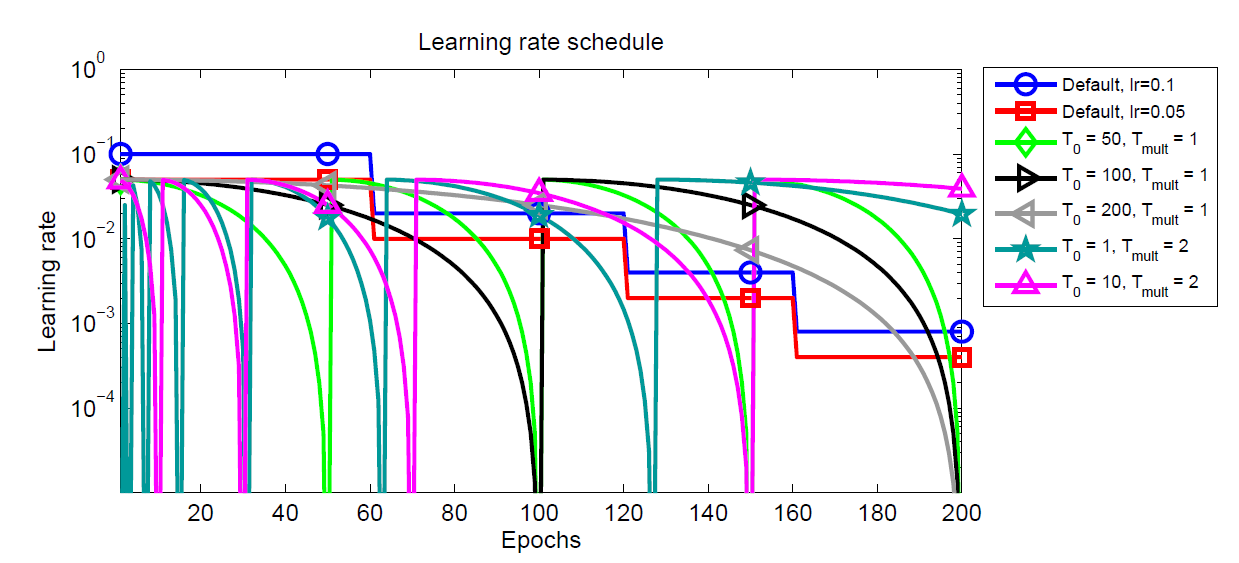 Learning rate schedule
10^0
10^-1
10^-2
10^-3
10^-4
Learning rate
20 40 60 80 100 120 140 160 180 200
Epochs
Default, lr=0.1
Default, lr=0.05
T_0 = 50, T_mult = 1
T_0 = 100, T_mult = 1
T_0 = 200, T_mult = 1
T_0 = 1, T_mult = 2
T_0 = 10, T_mult = 2